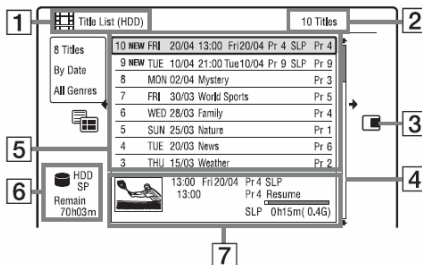 1 Title List (HDD) 10 Titles 2
8 Titles
By Date
All Genres
10 NEW FRI 20/04 13:00 Fri20/04 Pr 4 SLP Pr 4
9 NEW TUE 10/04 21:00 Tue10/04 Pr 9 SLP Pr 9
8 MON 02/04 Mystery Pr 3
7 FRI 30/03 World Sports Pr 5
6 WED 28/03 Family Pr 4
5 SUN 25/03 Nature Pr 1
4 TUE 20/03 News Pr 6
3 THU 15/03 Weather Pr 2
3
5
4
6
HDD
SP
Remain
70h03m
13:00 Fri20/04 Pr 4 SLP
13:00 Pr 4 Resume
SLP 0h15m( 0.4G)
7